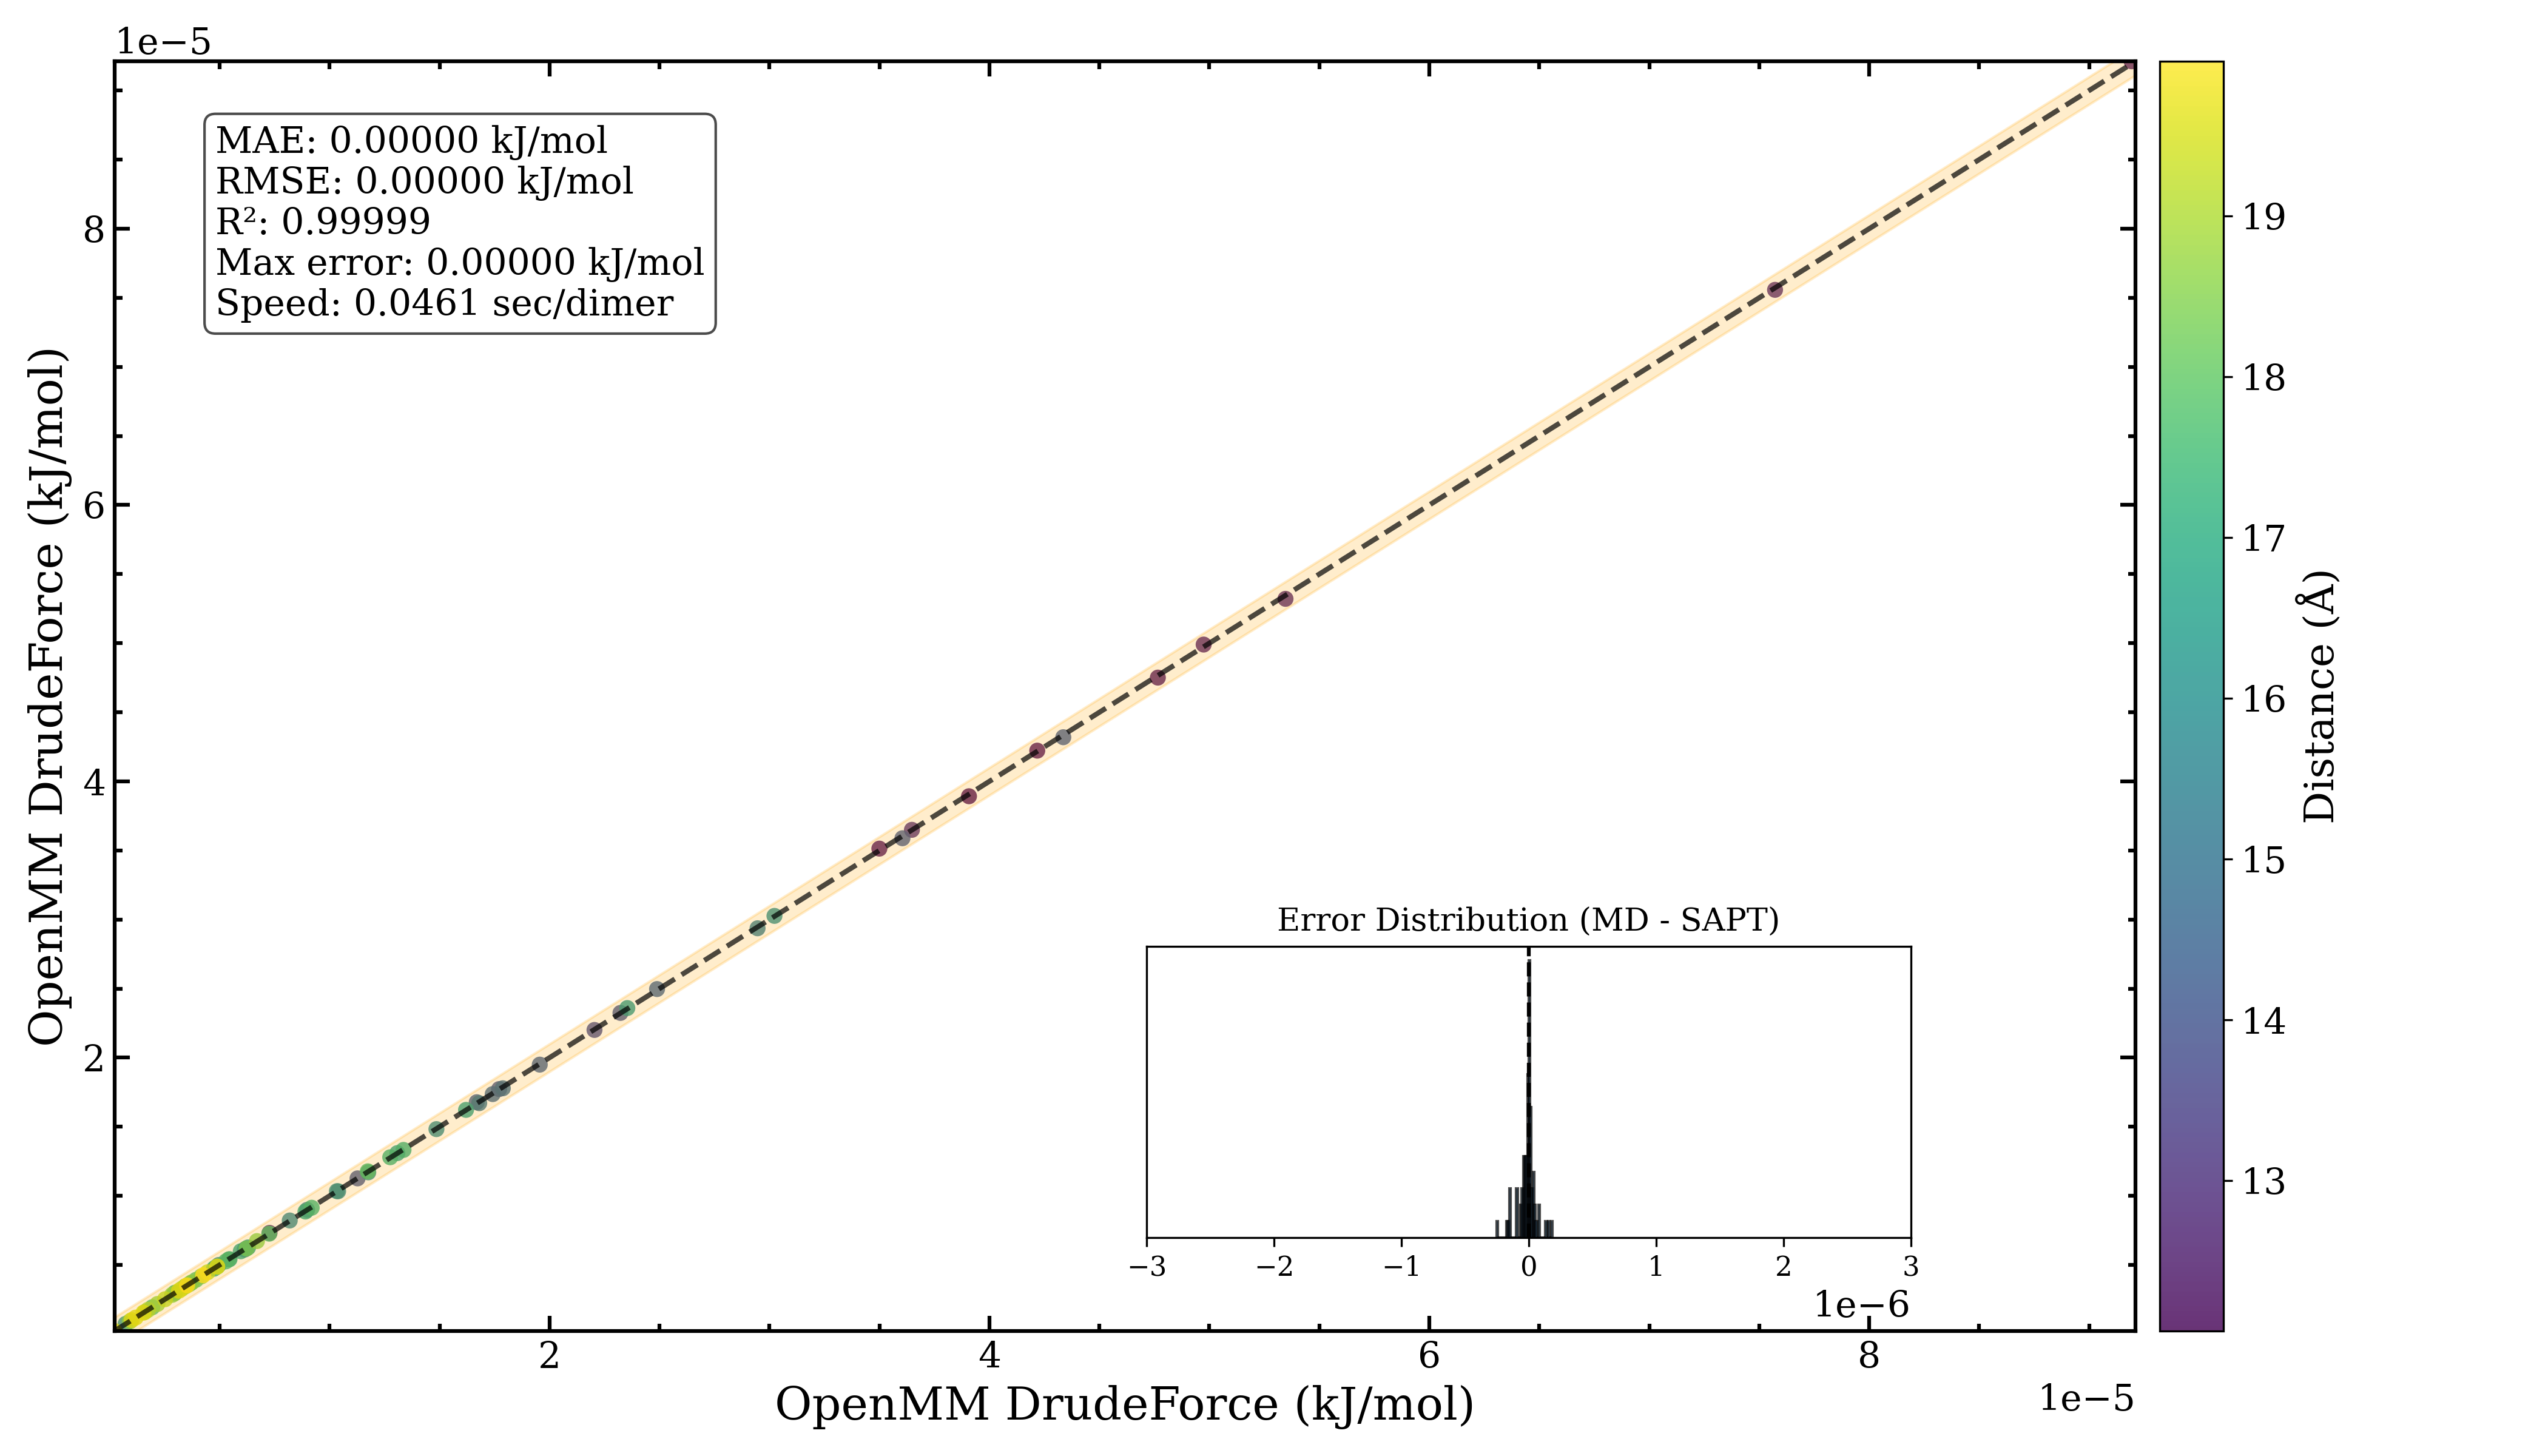 1e−5
MAE: 0.00000 kJ/mol
RMSE: 0.00000 kJ/mol
R²: 0.99999
Max error: 0.00000 kJ/mol
Speed: 0.0461 sec/dimer
OpenMM DrudeForce (kJ/mol)
8
6
4
2
Error Distribution (MD - SAPT)
−3 −2 −1 0 1 2 3
1e−6
2 4 6 8
1e−5
OpenMM DrudeForce (kJ/mol)
19
18
17
16
15
14
13
Distance (Å)